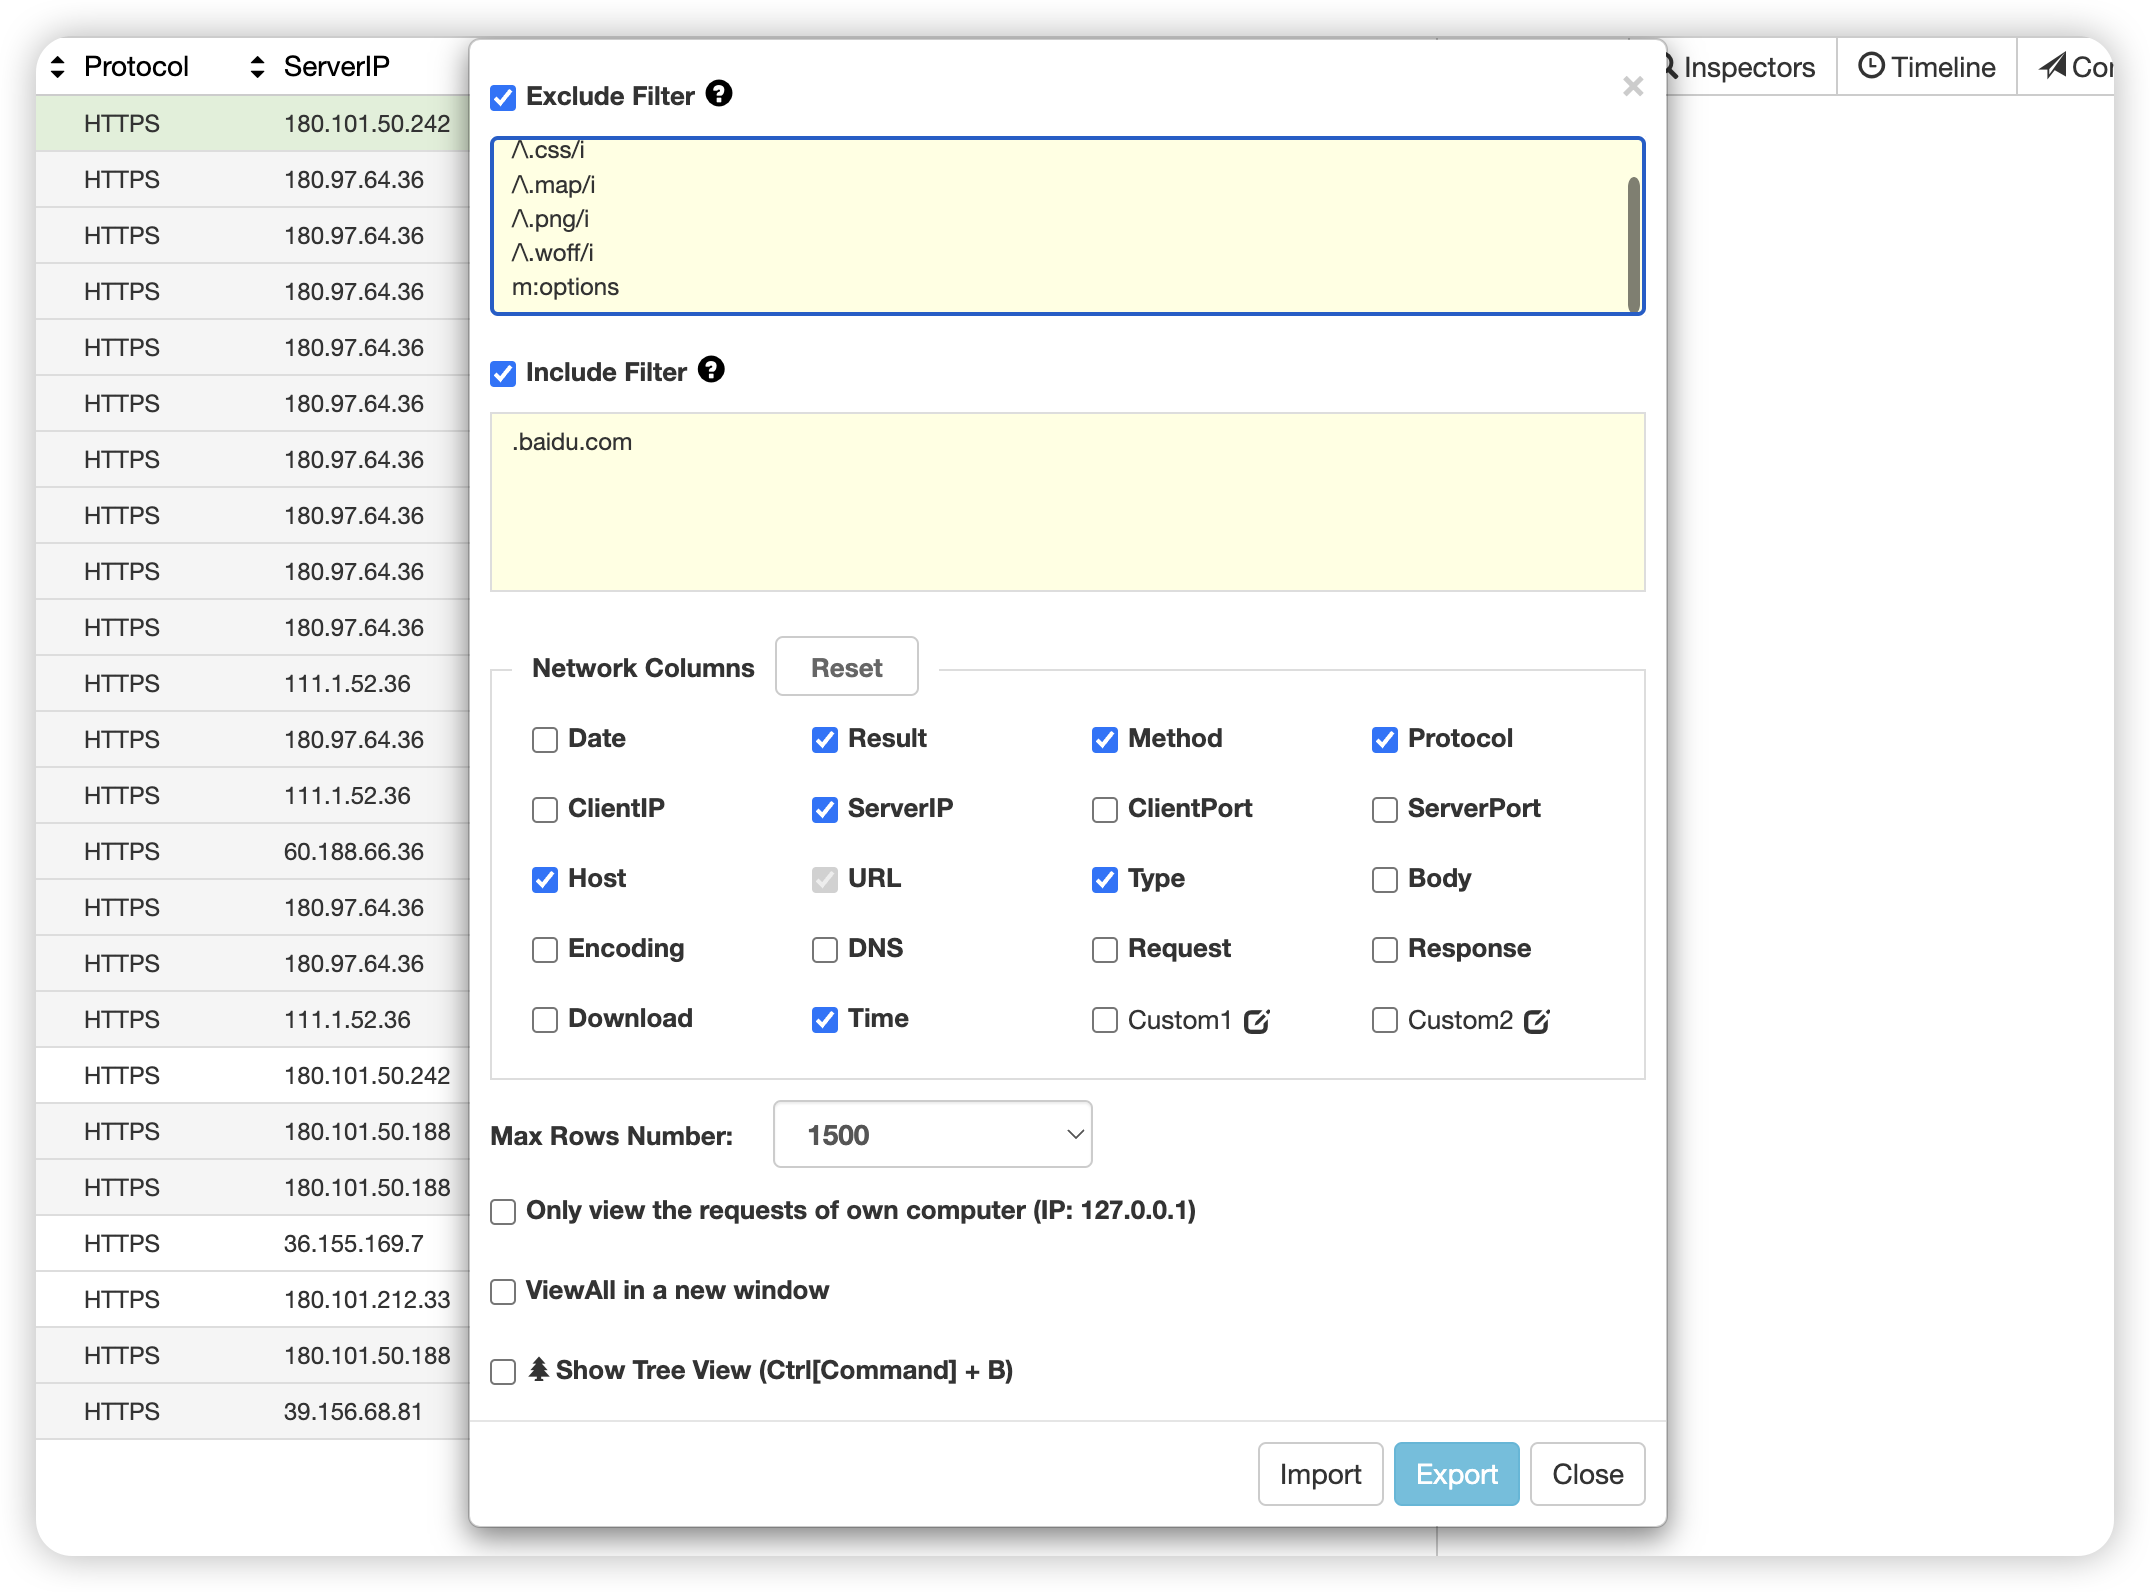 Protocol ServerIP
HTTPS 180.101.50.242
HTTPS 180.97.64.36
HTTPS 180.97.64.36
HTTPS 180.97.64.36
HTTPS 180.97.64.36
HTTPS 180.97.64.36
HTTPS 180.97.64.36
HTTPS 180.97.64.36
HTTPS 180.97.64.36
HTTPS 180.97.64.36
HTTPS 111.1.52.36
HTTPS 180.97.64.36
HTTPS 111.1.52.36
HTTPS 60.188.66.36
HTTPS 180.97.64.36
HTTPS 180.97.64.36
HTTPS 111.1.52.36
HTTPS 180.101.50.242
HTTPS 180.101.50.188
HTTPS 180.101.50.188
HTTPS 36.155.169.7
HTTPS 180.101.212.33
HTTPS 180.101.50.188
HTTPS 39.156.68.81
Exclude Filter
×
/\.css/i
/\.map/i
/\.png/i
/\.woff/i
m:options
Include Filter
.baidu.com
Network Columns Reset
Date Result Method Protocol
ClientIP ServerIP ClientPort ServerPort
Host URL Type Body
Encoding DNS Request Response
Download Time Custom1 Custom2
Max Rows Number: 1500
Only view the requests of own computer (IP: 127.0.0.1)
ViewAll in a new window
Show Tree View (Ctrl[Command] + B)
Import Export Close
Inspectors Timeline